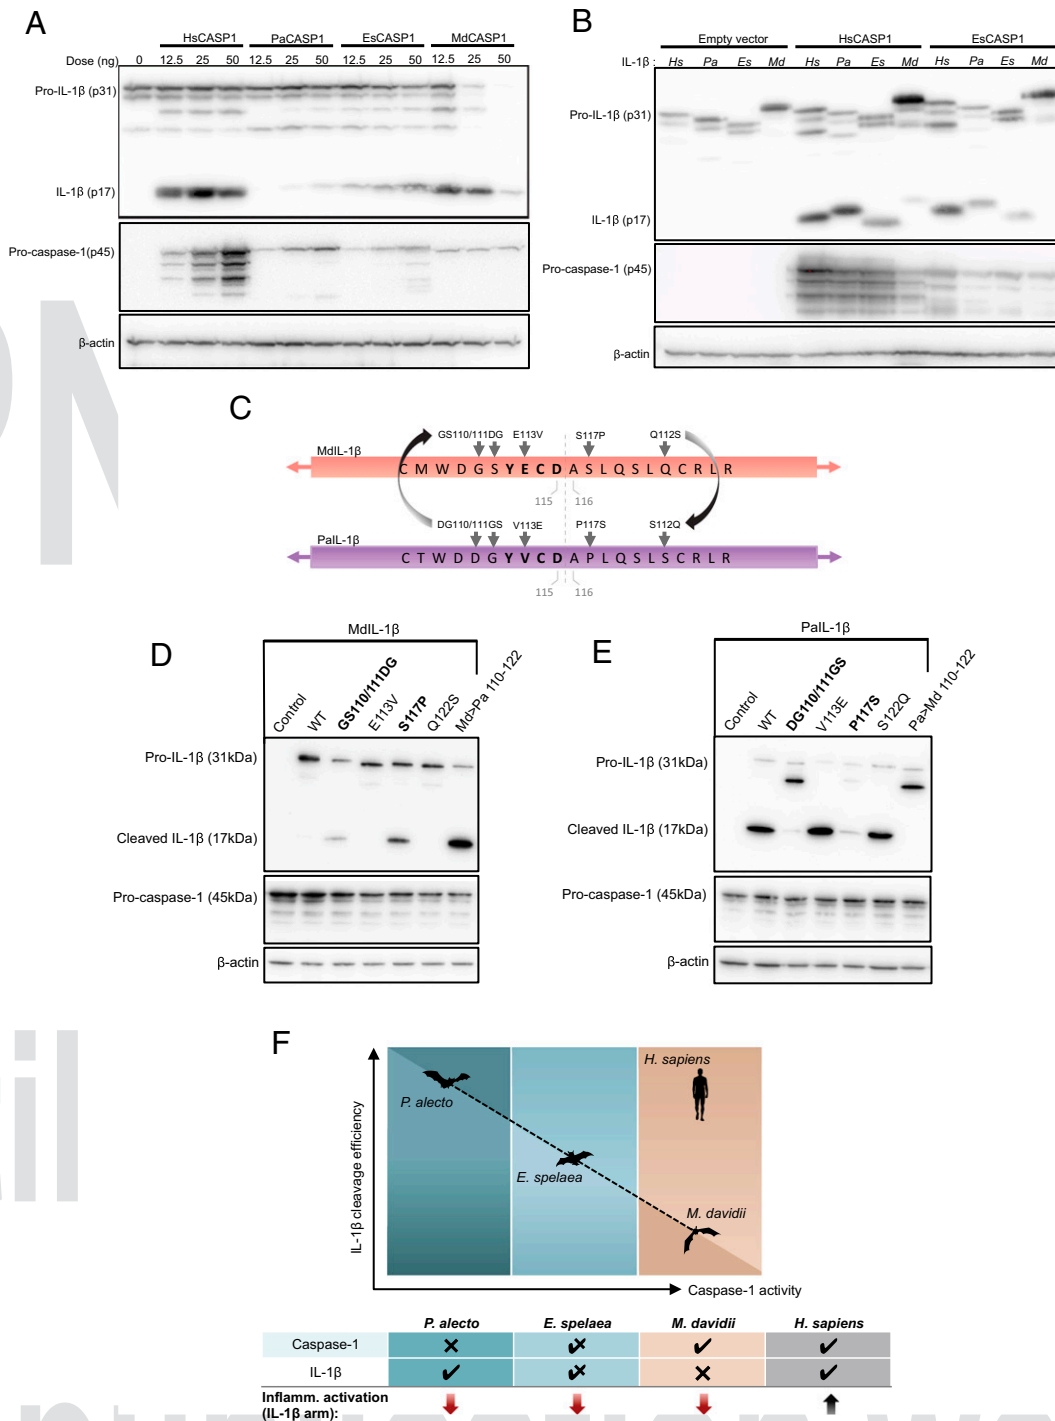 A
HsCASP1 PaCASP1 EsCASP1 MdCASP1
Dose (ng) 0 12.5 25 50 12.5 25 50 12.5 25 50 12.5 25 50
Pro-IL-1β (p31)
IL-1β (p17)
Pro-caspase-1(p45)
β-actin
B
Empty vector HsCASP1 EsCASP1
IL-1β : Hs Pa Es Md Hs Pa Es Md Hs Pa Es Md
Pro-IL-1β (p31)
IL-1β (p17)
Pro-caspase-1 (p45)
β-actin
C
GS110/111DG E113V S117P Q112S
MdIL-1β
C M W D G S Y E C D A S L Q S L Q C R L R
115 116
DG110/111GS V113E P117S S112Q
PaIL-1β
C T W D D G Y V C D A P L Q S L S C R L R
115 116
D
MdIL-1β
Control WT GS110/111DG E113V S117P Q122S Md>Pa 110-122
Pro-IL-1β (31kDa)
Cleaved IL-1β (17kDa)
Pro-caspase-1 (45kDa)
β-actin
E
PaIL-1β
Control WT DG110/111GS V113E P117S S122Q Pa>Md 110-122
Pro-IL-1β (31kDa)
Cleaved IL-1β (17kDa)
Pro-caspase-1 (45kDa)
β-actin
F
IL-1β cleavage efficiency
H. sapiens
P. alecto
E. spelaea
M. davidii
Caspase-1 activity
P. alecto E. spelaea M. davidii H. sapiens
Caspase-1
IL-1β
Inflamm. activation
(IL-1β arm):